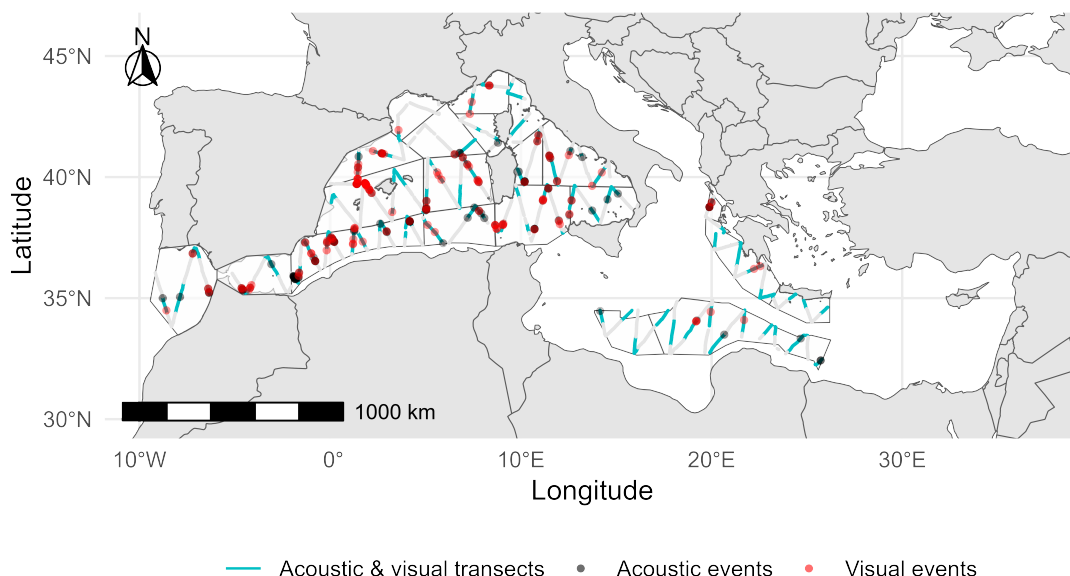 N
45°N
40°N
35°N
30°N
Latitude
1000 km
10°W 0° 10°E 20°E 30°E
Longitude
Acoustic & visual transects Acoustic events Visual events